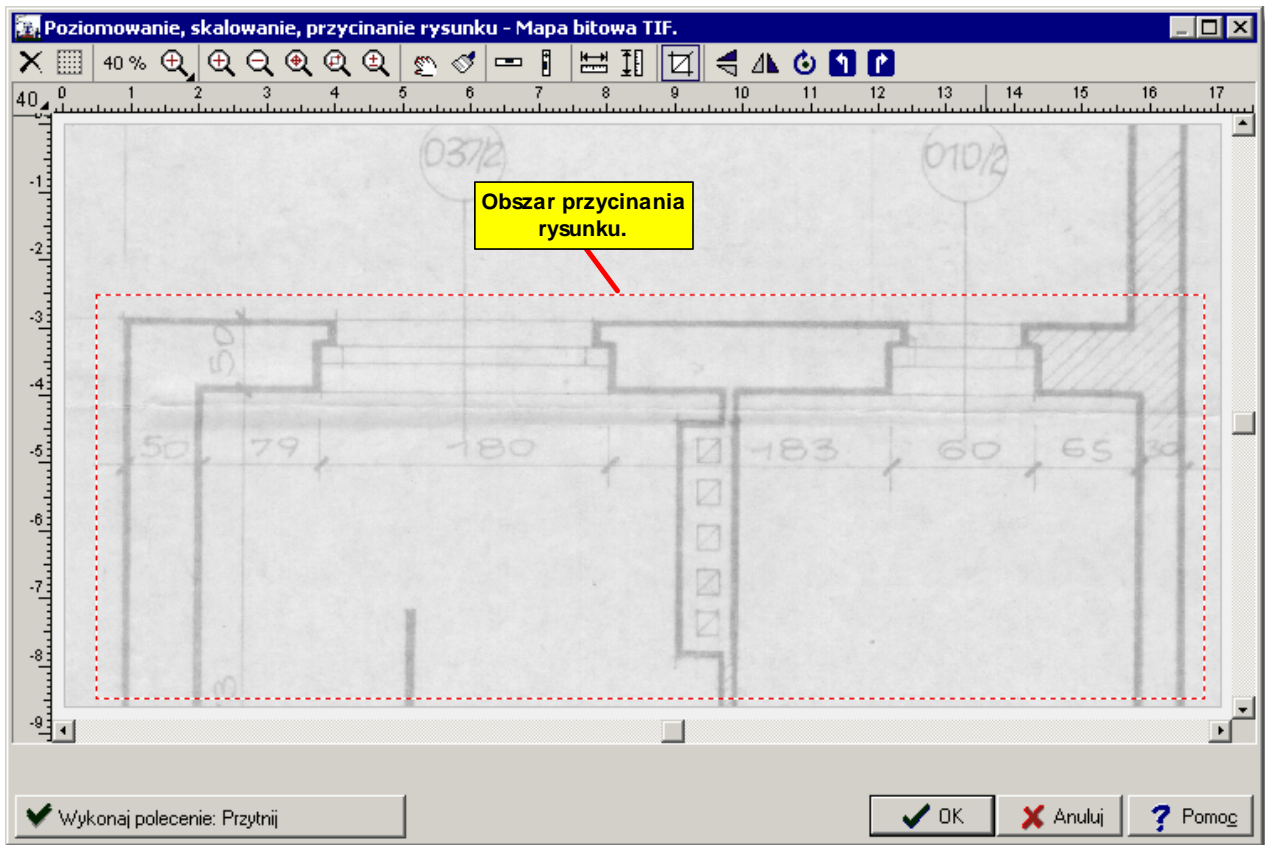 Poziomowanie, skalowanie, przycinanie rysunku - Mapa bitowa TIF.
40 %
40 0 1 2 3 4 5 6 7 8 9 10 11 12 13 14 15 16 17
037/2 010/2
-1
Obszar przycinania
rysunku.
-2
-3
50
-4
50 79 180 183 60 65 30
-5
-6
-7
-8
3
-9
Wykonaj polecenie: Przytnij
OK Anuluj Pomoc